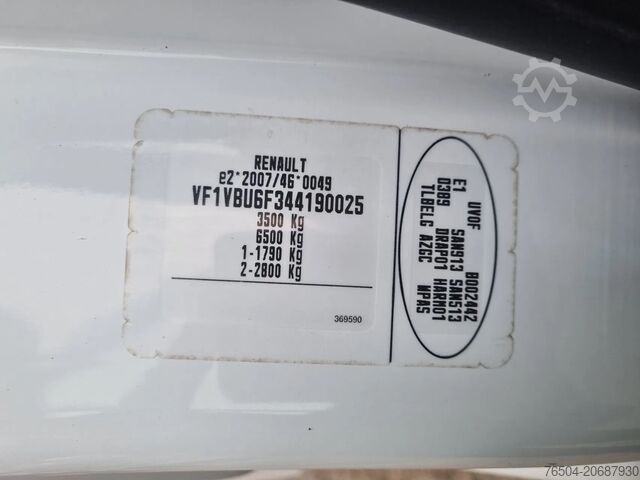 RENAULT
e2*2007/46*0049
VF1VBU6F344190025
3500 Kg
6500 Kg
1-1790 Kg
2-2800 Kg
369590
E1 UVOF B002442
0389 SAN913 SAN513
TLBELG DRAP01 HARM01
AZGC MPAS
76504-20687930